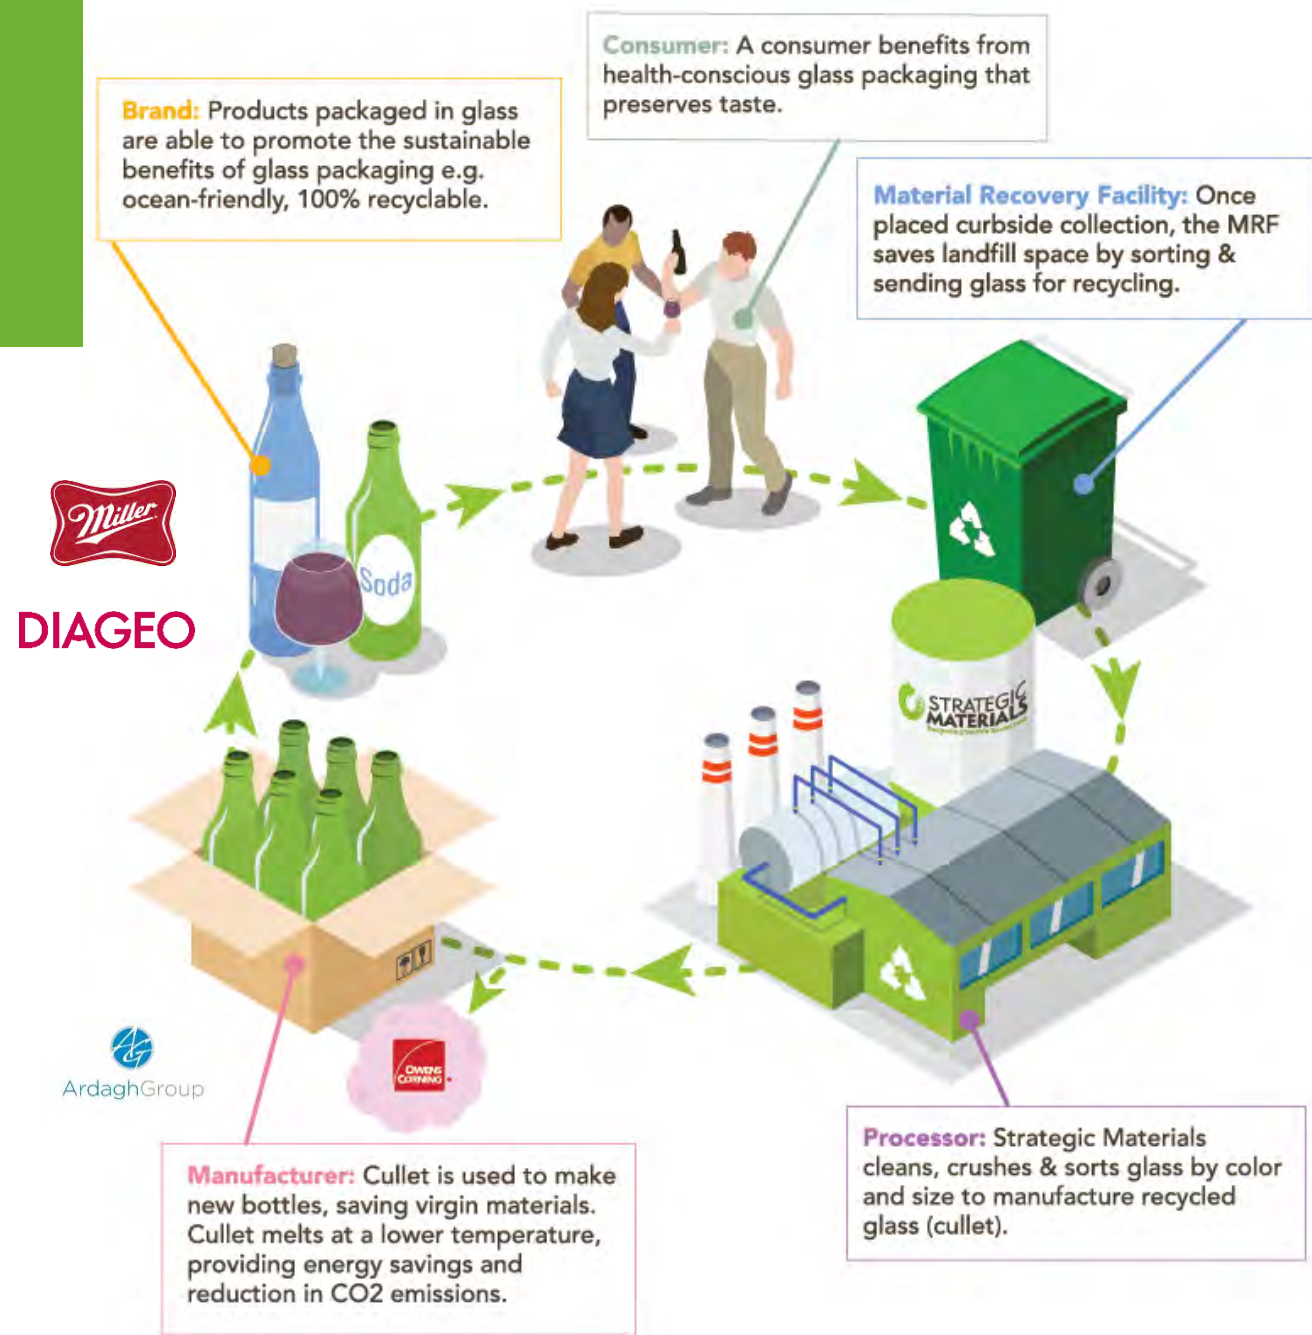 Consumer: A consumer benefits from
health-conscious glass packaging that
preserves taste.
Brand: Products packaged in glass
are able to promote the sustainable
benefits of glass packaging e.g.
ocean-friendly, 100% recyclable.
Material Recovery Facility: Once
placed curbside collection, the MRF
saves landfill space by sorting &
sending glass for recycling.
Miller
DIAGEO
Soda
STRATEGIC
MATERIALS
ArdaghGroup
OWENS
CORNING
Processor: Strategic Materials
cleans, crushes & sorts glass by color
and size to manufacture recycled
glass (cullet).
Manufacturer: Cullet is used to make
new bottles, saving virgin materials.
Cullet melts at a lower temperature,
providing energy savings and
reduction in CO2 emissions.